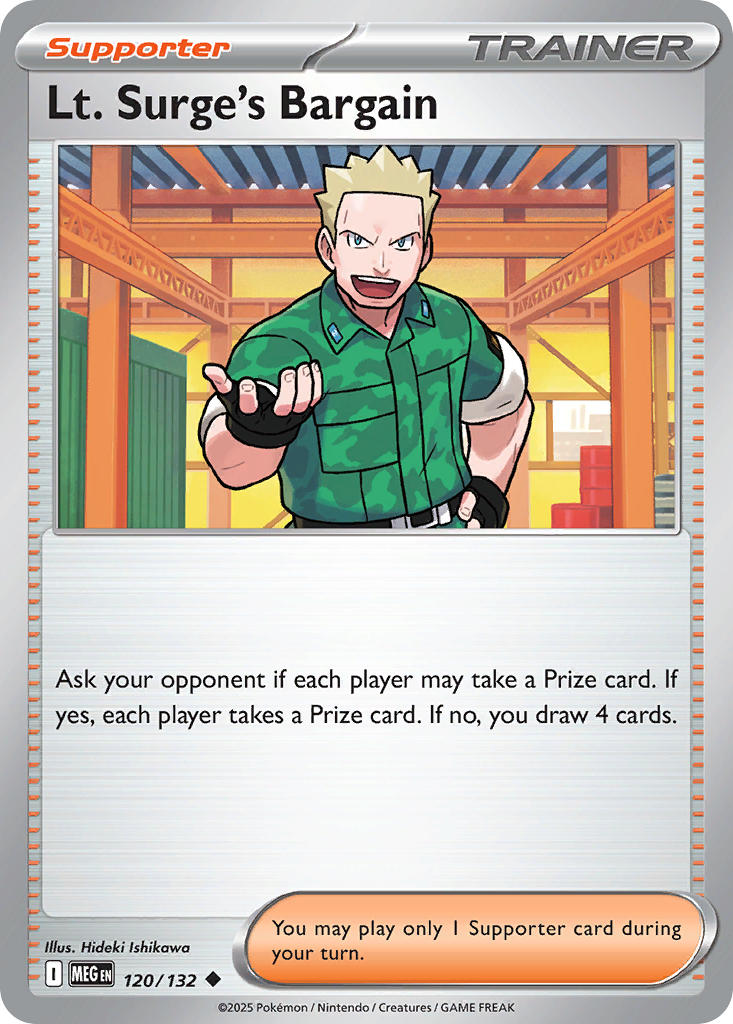 Supporter
TRAINER
Lt. Surge's Bargain
Ask your opponent if each player may take a Prize card. If
yes, each player takes a Prize card. If no, you draw 4 cards.
You may play only 1 Supporter card during
your turn.
Illus. Hideki Ishikawa
I MEG EN 120/132
©2025 Pokémon / Nintendo / Creatures / GAME FREAK